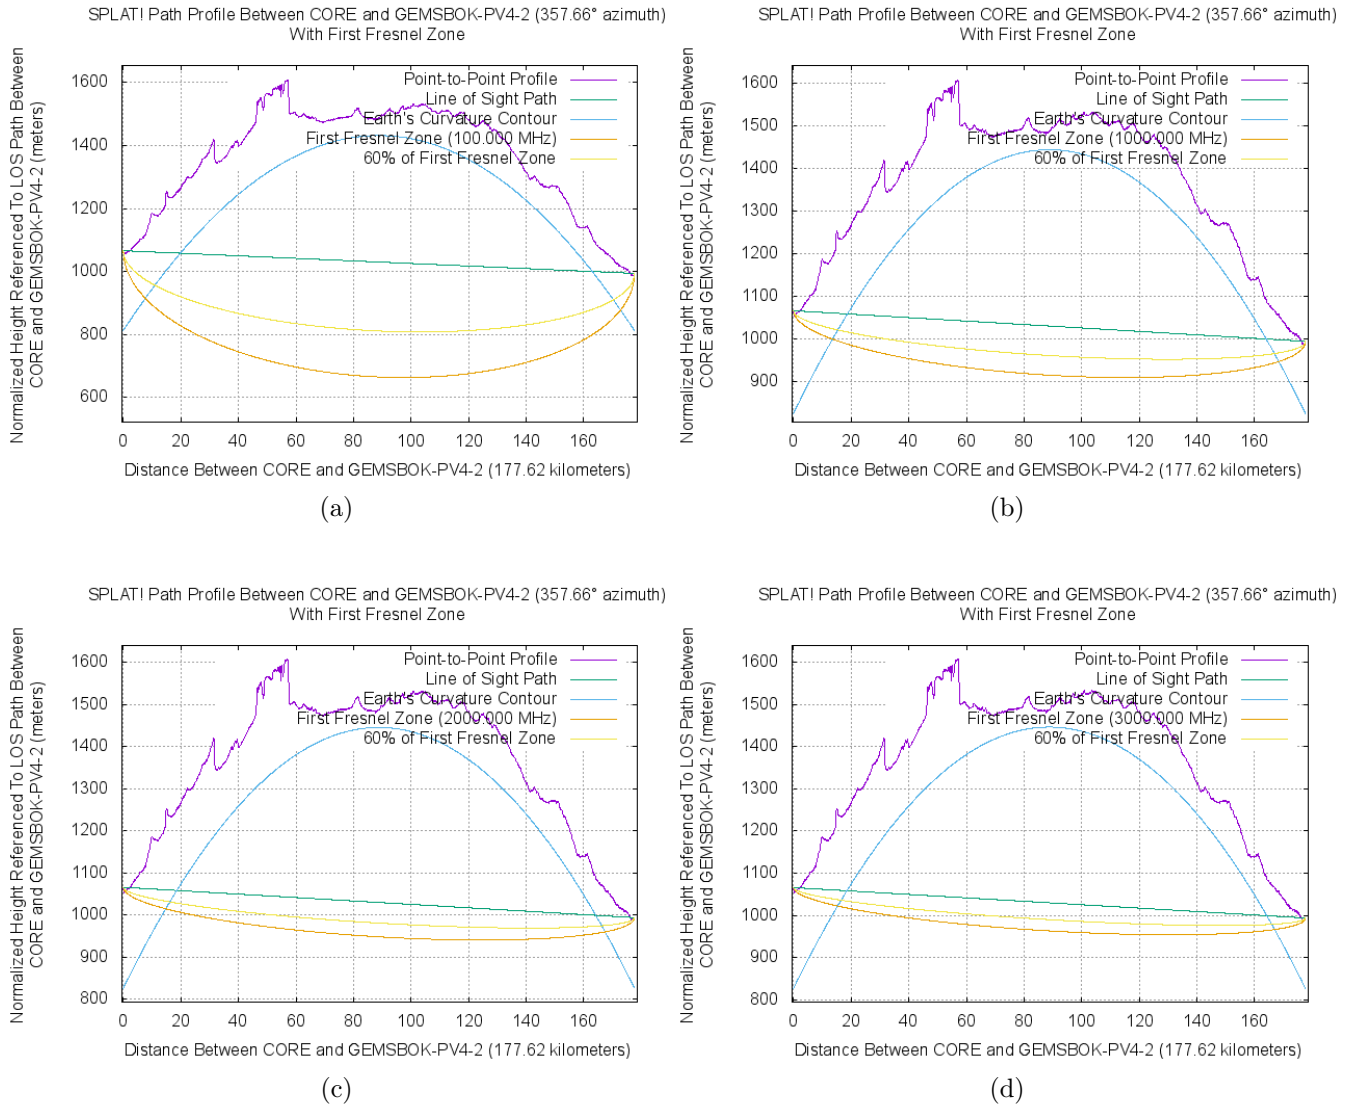 SPLAT! Path Profile Between CORE and GEMSBOK-PV4-2 (357.66° azimuth)
With First Fresnel Zone
Normalized Height Referenced To LOS Path Between
CORE and GEMSBOK-PV4-2 (meters)
1600
1400
1200
1000
800
600
Point-to-Point Profile
Line of Sight Path
Earth's Curvature Contour
First Fresnel Zone (100.000 MHz)
60% of First Fresnel Zone
0 20 40 60 80 100 120 140 160
Distance Between CORE and GEMSBOK-PV4-2 (177.62 kilometers)
(a)
SPLAT! Path Profile Between CORE and GEMSBOK-PV4-2 (357.66° azimuth)
With First Fresnel Zone
Normalized Height Referenced To LOS Path Between
CORE and GEMSBOK-PV4-2 (meters)
1600
1500
1400
1300
1200
1100
1000
900
Point-to-Point Profile
Line of Sight Path
Earth's Curvature Contour
First Fresnel Zone (1000.000 MHz)
60% of First Fresnel Zone
0 20 40 60 80 100 120 140 160
Distance Between CORE and GEMSBOK-PV4-2 (177.62 kilometers)
(b)
SPLAT! Path Profile Between CORE and GEMSBOK-PV4-2 (357.66° azimuth)
With First Fresnel Zone
Normalized Height Referenced To LOS Path Between
CORE and GEMSBOK-PV4-2 (meters)
1600
1500
1400
1300
1200
1100
1000
900
800
Point-to-Point Profile
Line of Sight Path
Earth's Curvature Contour
First Fresnel Zone (2000.000 MHz)
60% of First Fresnel Zone
0 20 40 60 80 100 120 140 160
Distance Between CORE and GEMSBOK-PV4-2 (177.62 kilometers)
(c)
SPLAT! Path Profile Between CORE and GEMSBOK-PV4-2 (357.66° azimuth)
With First Fresnel Zone
Normalized Height Referenced To LOS Path Between
CORE and GEMSBOK-PV4-2 (meters)
1600
1500
1400
1300
1200
1100
1000
900
800
Point-to-Point Profile
Line of Sight Path
Earth's Curvature Contour
First Fresnel Zone (3000.000 MHz)
60% of First Fresnel Zone
0 20 40 60 80 100 120 140 160
Distance Between CORE and GEMSBOK-PV4-2 (177.62 kilometers)
(d)